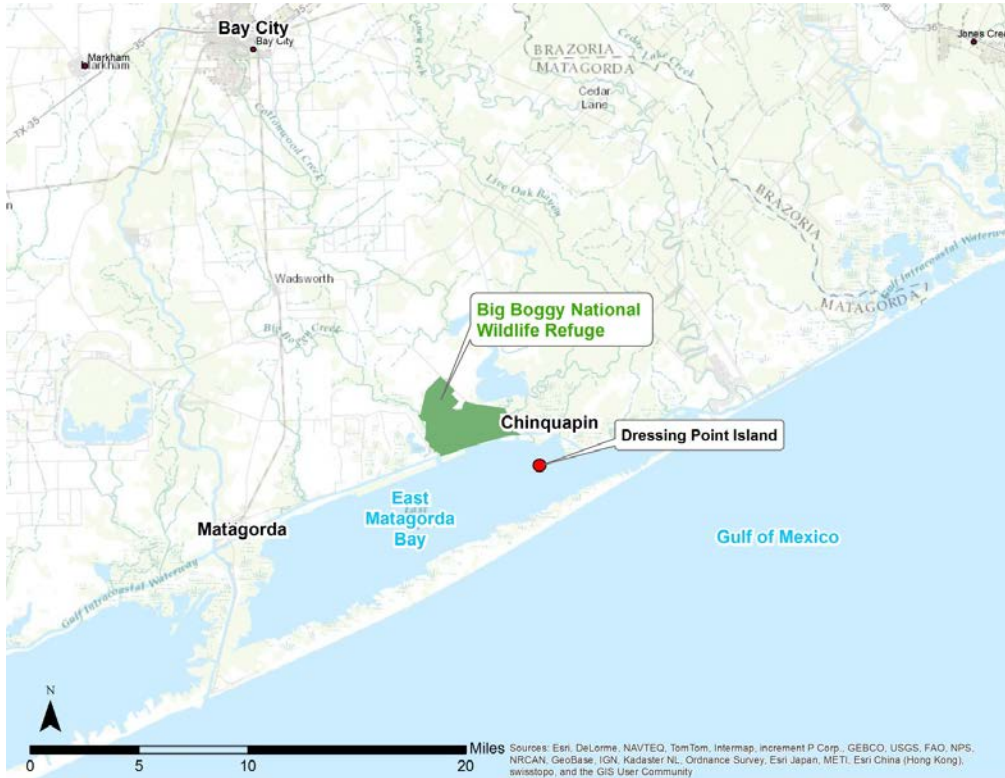 Bay City
Bay City
Markham
Markham
TX-35
35
36
Jones Cree
BRAZORIA
MATAGORDA
Cedar Lake Creek
Cedar
Lane
Cottonwood Creek
Live Oak Bayou
BRAZORIA
MATAGORDA
Gulf Intracoastal Waterway
Wadsworth
Big Boggy Creek
Big Boggy National
Wildlife Refuge
Chinquapin
Dressing Point Island
East
Matagorda
Bay
Matagorda
Gulf of Mexico
Gulf Intracoastal Waterway
N
Miles
0 5 10 20
Sources: Esri, DeLorme, NAVTEQ, TomTom, Intermap, increment P Corp., GEBCO, USGS, FAO, NPS,
NRCAN, GeoBase, IGN, Kadaster NL, Ordnance Survey, Esri Japan, METI, Esri China (Hong Kong),
swisstopo, and the GIS User Community